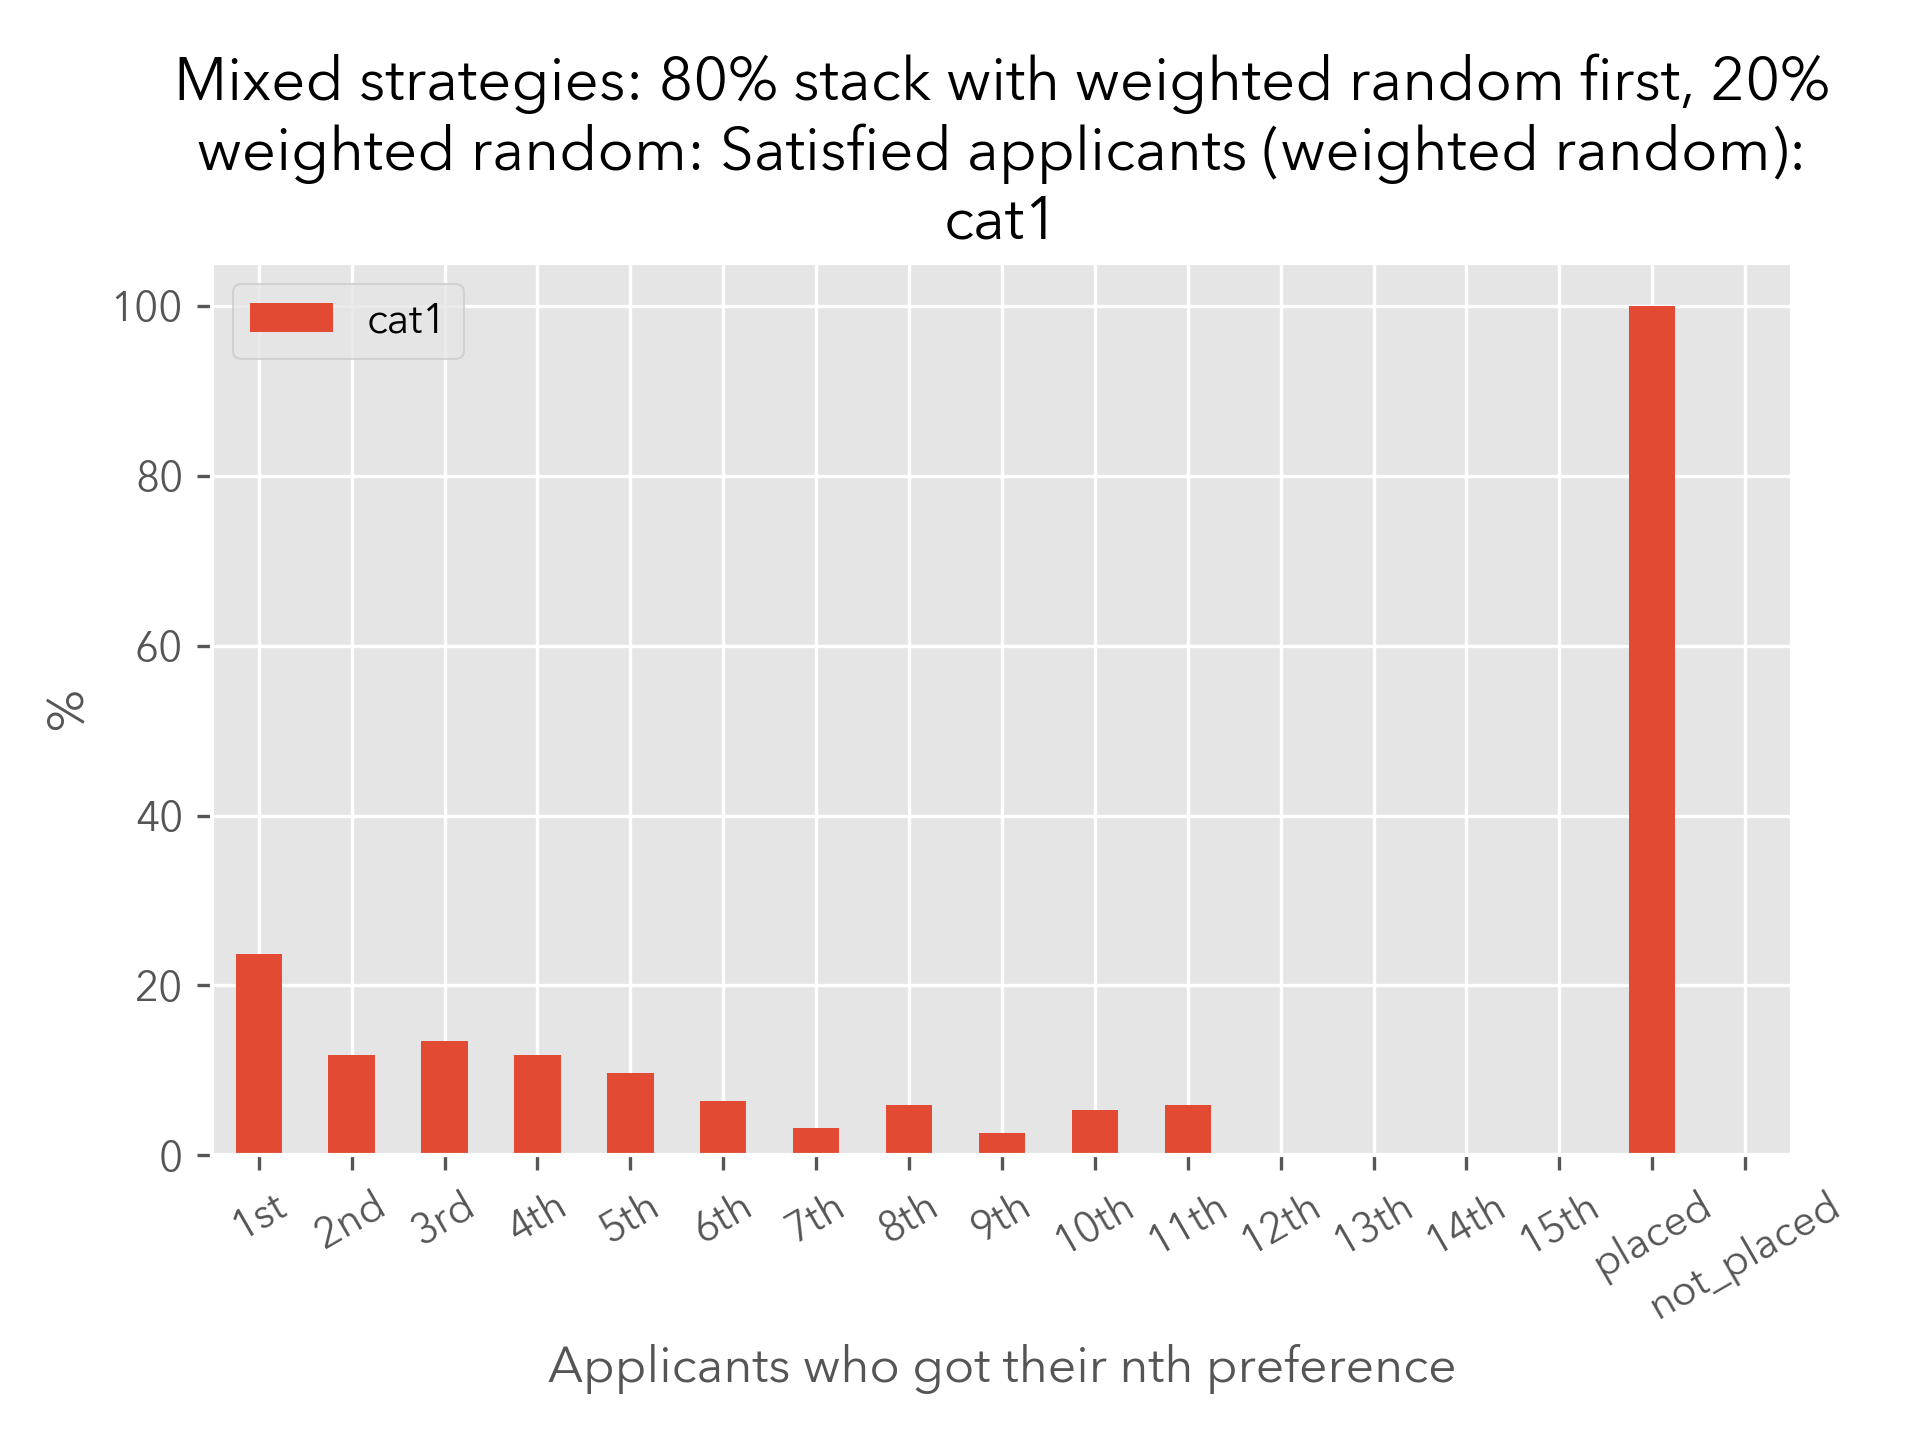 Mixed strategies: 80% stack with weighted random first, 20%
weighted random: Satisfied applicants (weighted random):
cat1
cat1
100
80
60
40
20
0
%
1st
2nd
3rd
4th
5th
6th
7th
8th
9th
10th
11th
12th
13th
14th
15th
placed
not_placed
Applicants who got their nth preference